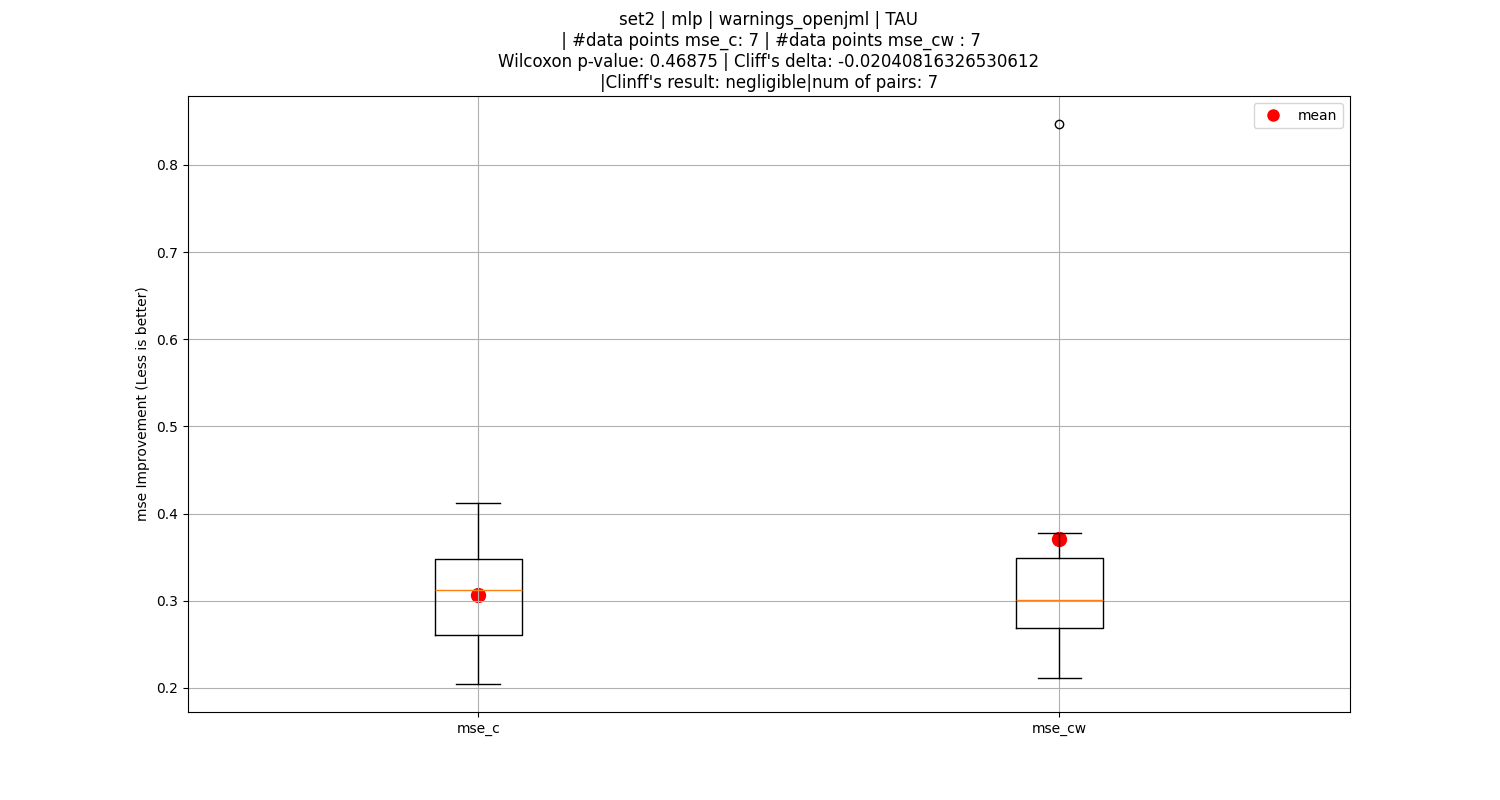 set2 | mlp | warnings_openjml | TAU
| #data points mse_c: 7 | #data points mse_cw : 7
Wilcoxon p-value: 0.46875 | Cliff's delta: -0.02040816326530612
|Clinff's result: negligible|num of pairs: 7
mean
mse Improvement (Less is better)
0.8
0.7
0.6
0.5
0.4
0.3
0.2
mse_c
mse_cw